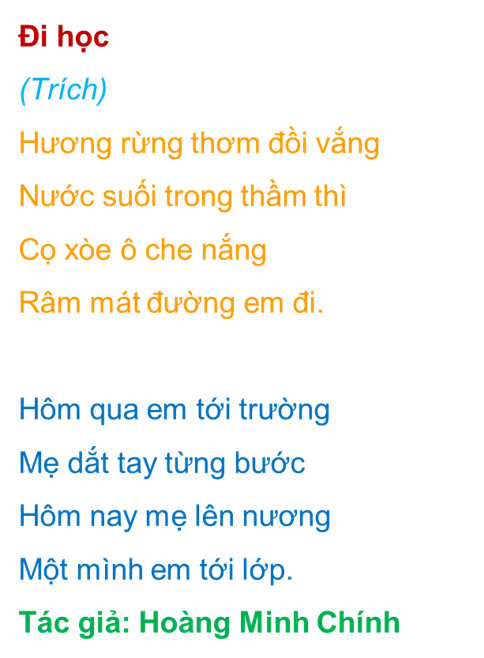 Đi học
(Trích)
Hương rừng thơm đồi vắng
Nước suối trong thầm thì
Cọ xòe ô che nắng
Râm mát đường em đi.
Hôm qua em tới trường
Mẹ dắt tay từng bước
Hôm nay mẹ lên nương
Một mình em tới lớp.
Tác giả: Hoàng Minh Chính